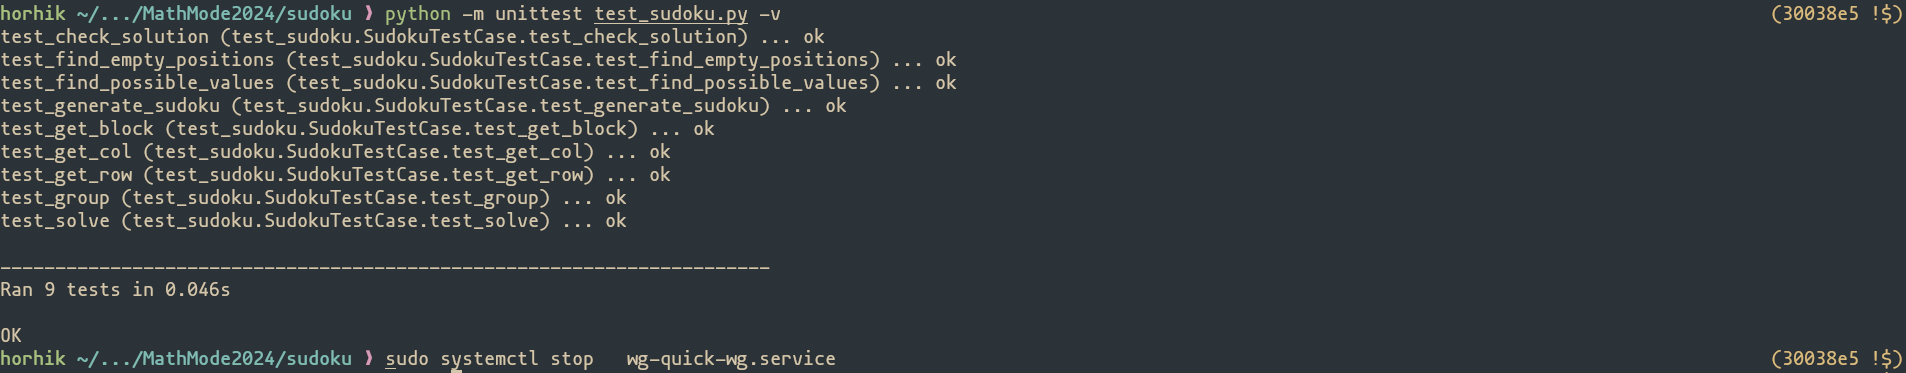 horhik ~/.../MathMode2024/sudoku ❱ python -m unittest test_sudoku.py -v (30038e5 !$)
test_check_solution (test_sudoku.SudokuTestCase.test_check_solution) ... ok
test_find_empty_positions (test_sudoku.SudokuTestCase.test_find_empty_positions) ... ok
test_find_possible_values (test_sudoku.SudokuTestCase.test_find_possible_values) ... ok
test_generate_sudoku (test_sudoku.SudokuTestCase.test_generate_sudoku) ... ok
test_get_block (test_sudoku.SudokuTestCase.test_get_block) ... ok
test_get_col (test_sudoku.SudokuTestCase.test_get_col) ... ok
test_get_row (test_sudoku.SudokuTestCase.test_get_row) ... ok
test_group (test_sudoku.SudokuTestCase.test_group) ... ok
test_solve (test_sudoku.SudokuTestCase.test_solve) ... ok
----------------------------------------------------------------------
Ran 9 tests in 0.046s
OK
horhik ~/.../MathMode2024/sudoku ❱ sudo systemctl stop   wg-quick-wg.service (30038e5 !$)